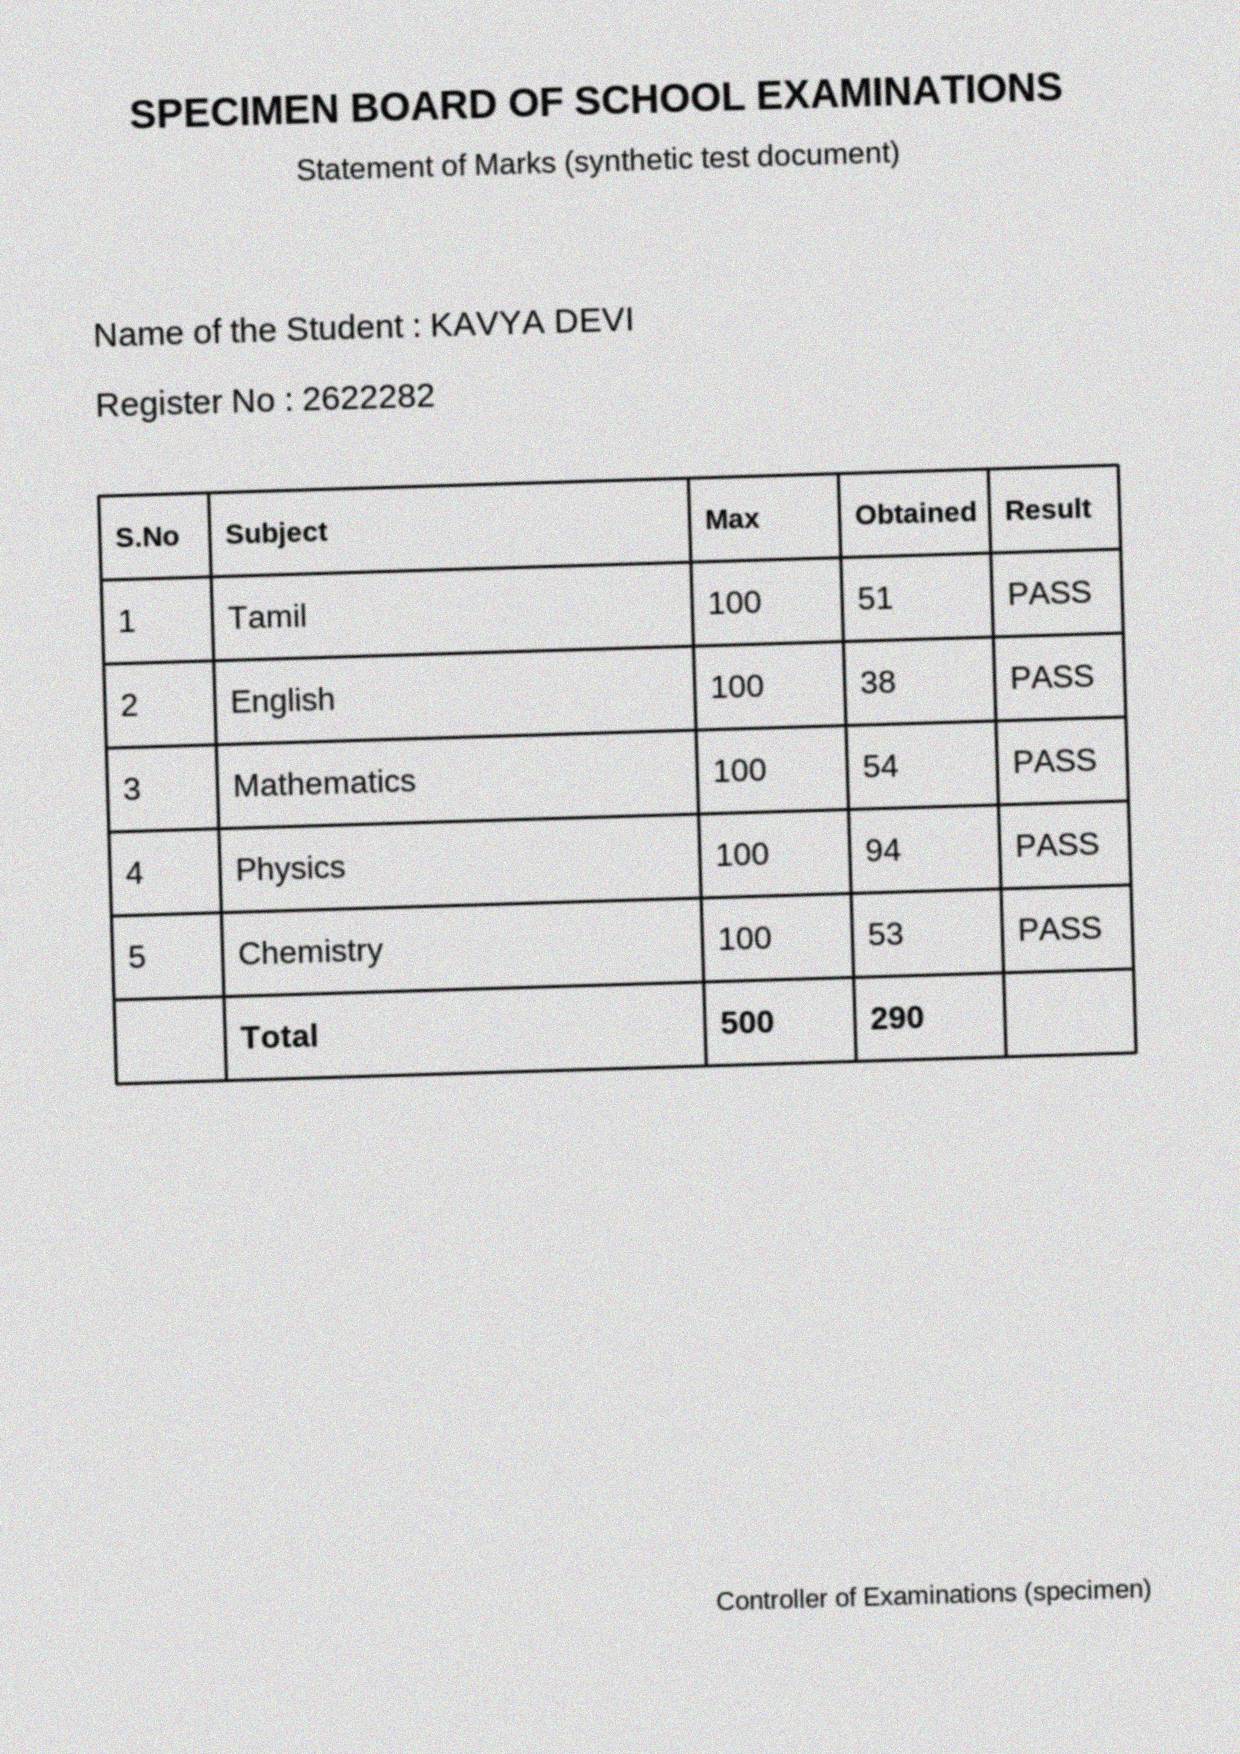 SPECIMEN BOARD OF SCHOOL EXAMINATIONS
Statement of Marks (synthetic test document)
Name of the Student : KAVYA DEVI
Register No : 2622282
S.No Subject Max Obtained Result
1 Tamil 100 51 PASS
2 English 100 38 PASS
3 Mathematics 100 54 PASS
4 Physics 100 94 PASS
5 Chemistry 100 53 PASS
Total 500 290
Controller of Examinations (specimen)